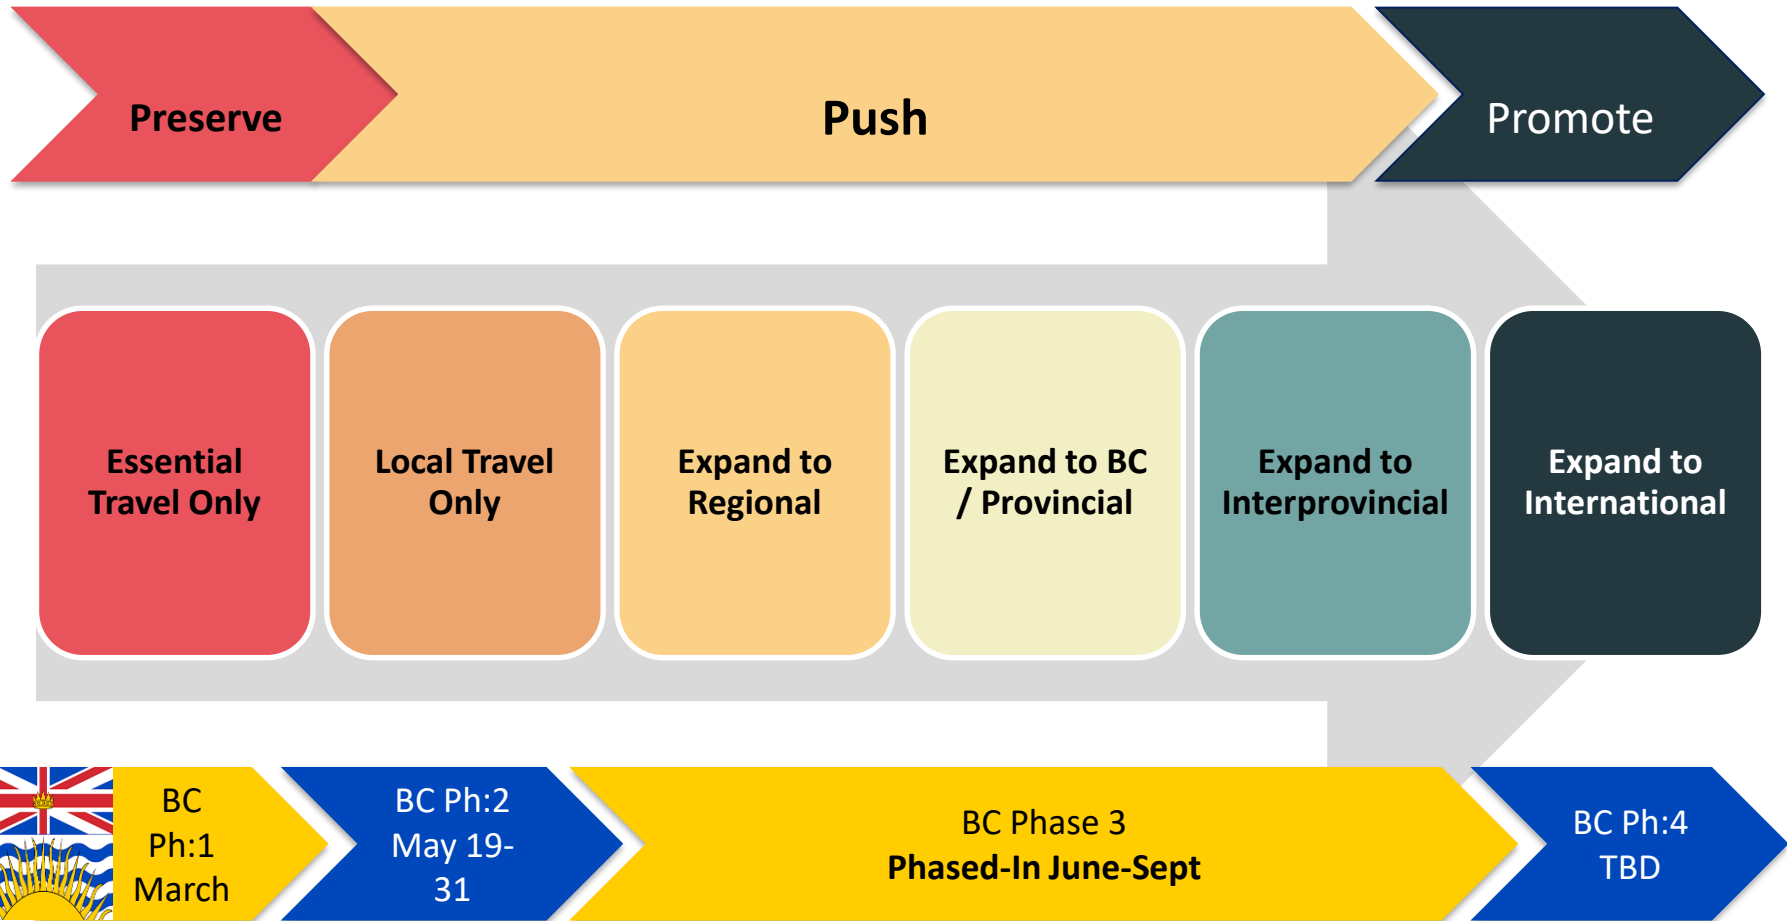 Preserve
Push
Promote
Essential
Travel Only
Local Travel
Only
Expand to
Regional
Expand to BC
/ Provincial
Expand to
Interprovincial
Expand to
International
BC
Ph:1
March
BC Ph:2
May 19-
31
BC Phase 3
Phased-In June-Sept
BC Ph:4
TBD